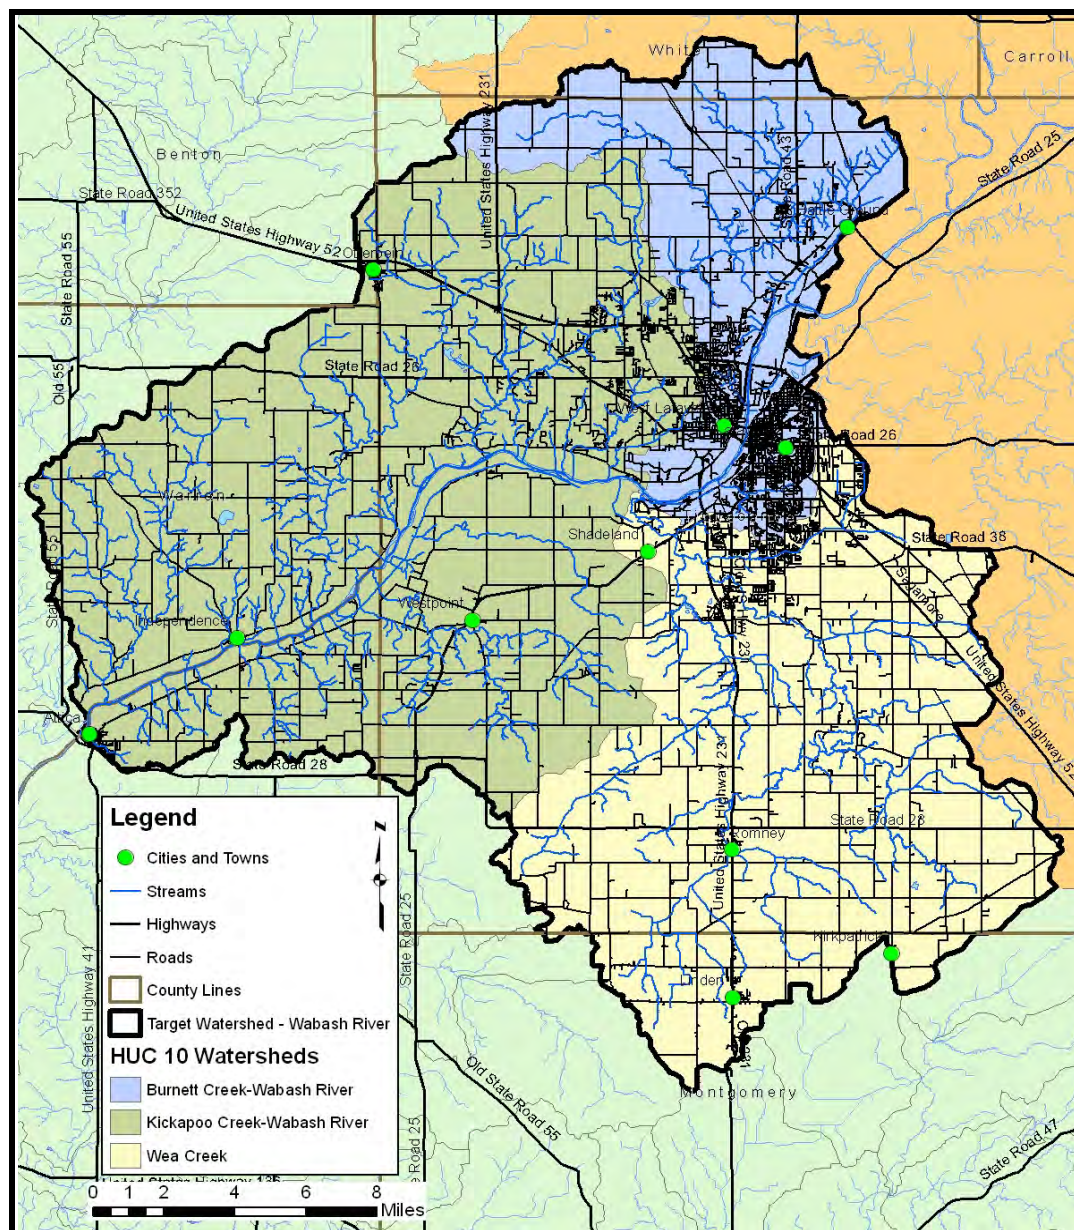 White
Carroll
United States Highway 231
State Road 43
State Road 25
Benton
State Road 352
United States Highway 52
State Road 55
Battle Ground
Otterbein
Old 55
State Road 26
West Lafayette
State Road 26
Warren
Shadeland
State Road 38
State Road 55
Sagamore
Westpoint
Independence
United States Highway 52
Attica
State Road 28
United States Highway 231
State Road 28
Romney
Kirkpatrick
Linden
Montgomery
Legend
N
Cities and Towns
Streams
Highways
Roads
County Lines
Target Watershed - Wabash River
HUC 10 Watersheds
Burnett Creek-Wabash River
Kickapoo Creek-Wabash River
Wea Creek
United States Highway 41
State Road 25
Old State Road 55
State Road 25
State Road 47
United States Highway 136
0 1 2 4 6 8
Miles